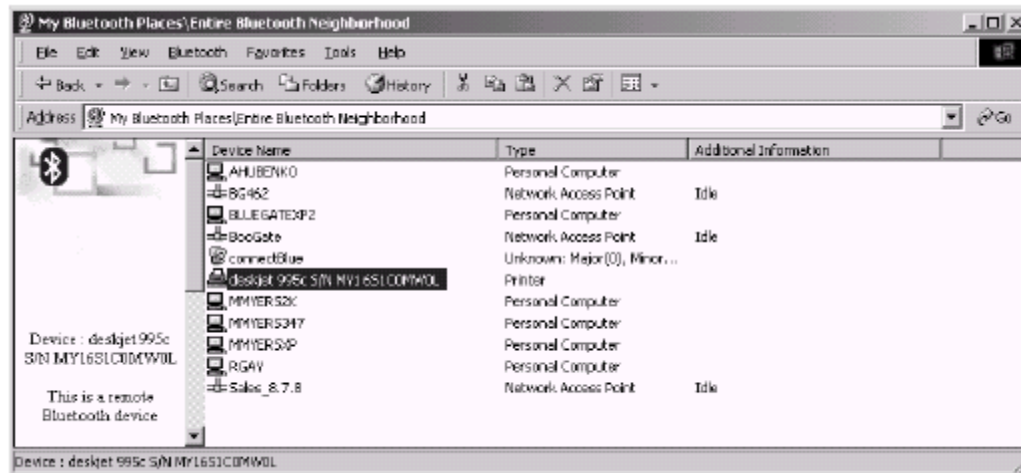 My Bluetooth Places\Entire Bluetooth Neighborhood
File Edit View Bluetooth Favorites Tools Help
Back Search Folders History
Address My Bluetooth Places\Entire Bluetooth Neighborhood Go
Device Name Type Additional Information
AHUBENKO Personal Computer
BG462 Network Access Point Idle
BLUEGATEXP2 Personal Computer
BooGate Network Access Point Idle
connectBlue Unknown: Major(0), Minor...
deskjet 995c S/N MY16S1C0MW0L Printer
MMYERS2K Personal Computer
MMYERS347 Personal Computer
MMYERSXP Personal Computer
RGAY Personal Computer
Sales_8.7.8 Network Access Point Idle
Device : deskjet 995c
S/N MY16S1C0MW0L
This is a remote
Bluetooth device
Device : deskjet 995c S/N MY16S1C0MW0L